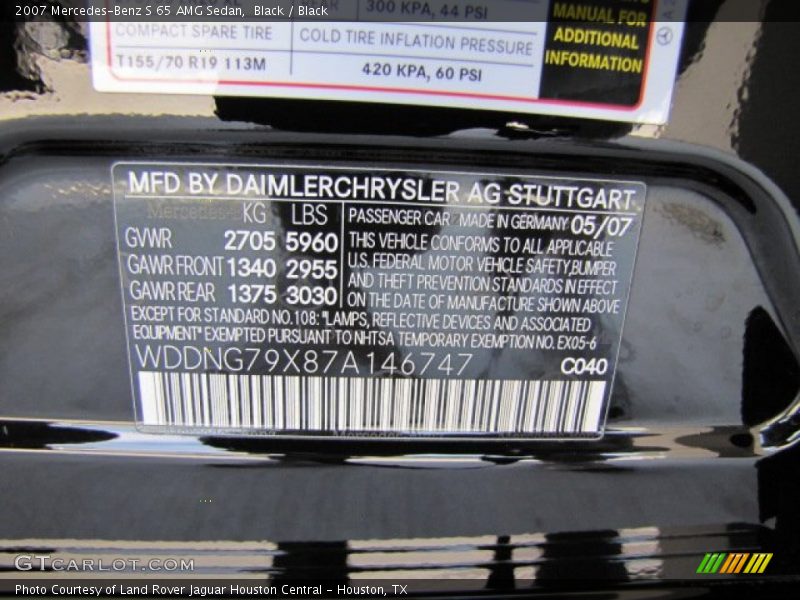 2007 Mercedes-Benz S 65 AMG Sedan,  Black / Black
300 KPA, 44 PSI
COMPACT SPARE TIRE
COLD TIRE INFLATION PRESSURE
T155/70 R19 113M
420 KPA, 60 PSI
MANUAL FOR
ADDITIONAL
INFORMATION
MFD BY DAIMLERCHRYSLER AG STUTTGART
KG LBS
GVWR 2705 5960
GAWR FRONT 1340 2955
GAWR REAR 1375 3030
PASSENGER CAR MADE IN GERMANY 05/07
THIS VEHICLE CONFORMS TO ALL APPLICABLE
U.S. FEDERAL MOTOR VEHICLE SAFETY,BUMPER
AND THEFT PREVENTION STANDARDS IN EFFECT
ON THE DATE OF MANUFACTURE SHOWN ABOVE
EXCEPT FOR STANDARD NO.108: "LAMPS, REFLECTIVE DEVICES AND ASSOCIATED
EQUIPMENT" EXEMPTED PURSUANT TO NHTSA TEMPORARY EXEMPTION NO. EX05-6
WDDNG79X87A146747 C040
GTCARLOT.COM
Photo Courtesy of Land Rover Jaguar Houston Central - Houston, TX